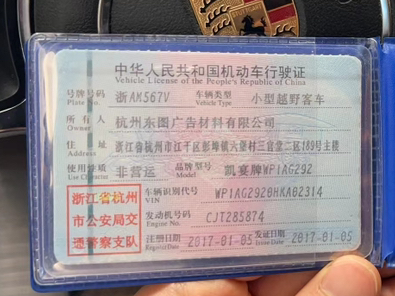 中华人民共和国机动车行驶证
Vehicle License of the People's Republic of China
号牌号码 浙AM567V 车辆类型 小型越野客车
Plate No. Vehicle Type
所有人 杭州东图广告材料有限公司
Owner
住址 浙江省杭州市江干区彭埠镇六堡村三官堂二区189号主楼
Address
使用性质 非营运 品牌型号 凯宴牌WP1AG292
Use Character Model
浙江省杭州
市公安局交
通警察支队
车辆识别代号 WP1AG2920HKA02314
VIN
发动机号码 CJT285874
Engine No.
注册日期 2017-01-05 发证日期 2017-01-05
Register Date Issue Date